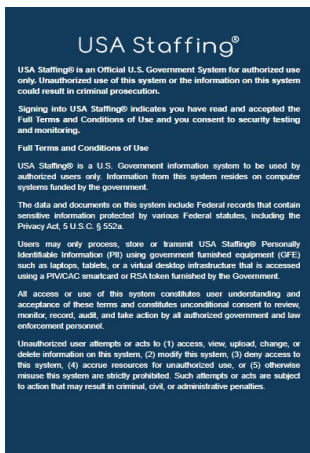 USA Staffing®
USA Staffing® is an Official U.S. Government System for authorized use
only. Unauthorized use of this system or the information on this system
could result in criminal prosecution.
Signing into USA Staffing® indicates you have read and accepted the
Full Terms and Conditions of Use and you consent to security testing
and monitoring.
Full Terms and Conditions of Use
USA Staffing® is a U.S. Government information system to be used by
authorized users only. Information from this system resides on computer
systems funded by the government.
The data and documents on this system include Federal records that contain
sensitive information protected by various Federal statutes, including the
Privacy Act, 5 U.S.C. § 552a.
Users may only process, store or transmit USA Staffing® Personally
Identifiable Information (PII) using government furnished equipment (GFE)
such as laptops, tablets, or a virtual desktop infrastructure that is accessed
using a PIV/CAC smartcard or RSA token furnished by the Government.
All access or use of this system constitutes user understanding and
acceptance of these terms and constitutes unconditional consent to review,
monitor, record, audit, and take action by all authorized government and law
enforcement personnel.
Unauthorized user attempts or acts to (1) access, view, upload, change, or
delete information on this system, (2) modify this system, (3) deny access to
this system, (4) accrue resources for unauthorized use, or (5) otherwise
misuse this system are strictly prohibited. Such attempts or acts are subject
to action that may result in criminal, civil, or administrative penalties.